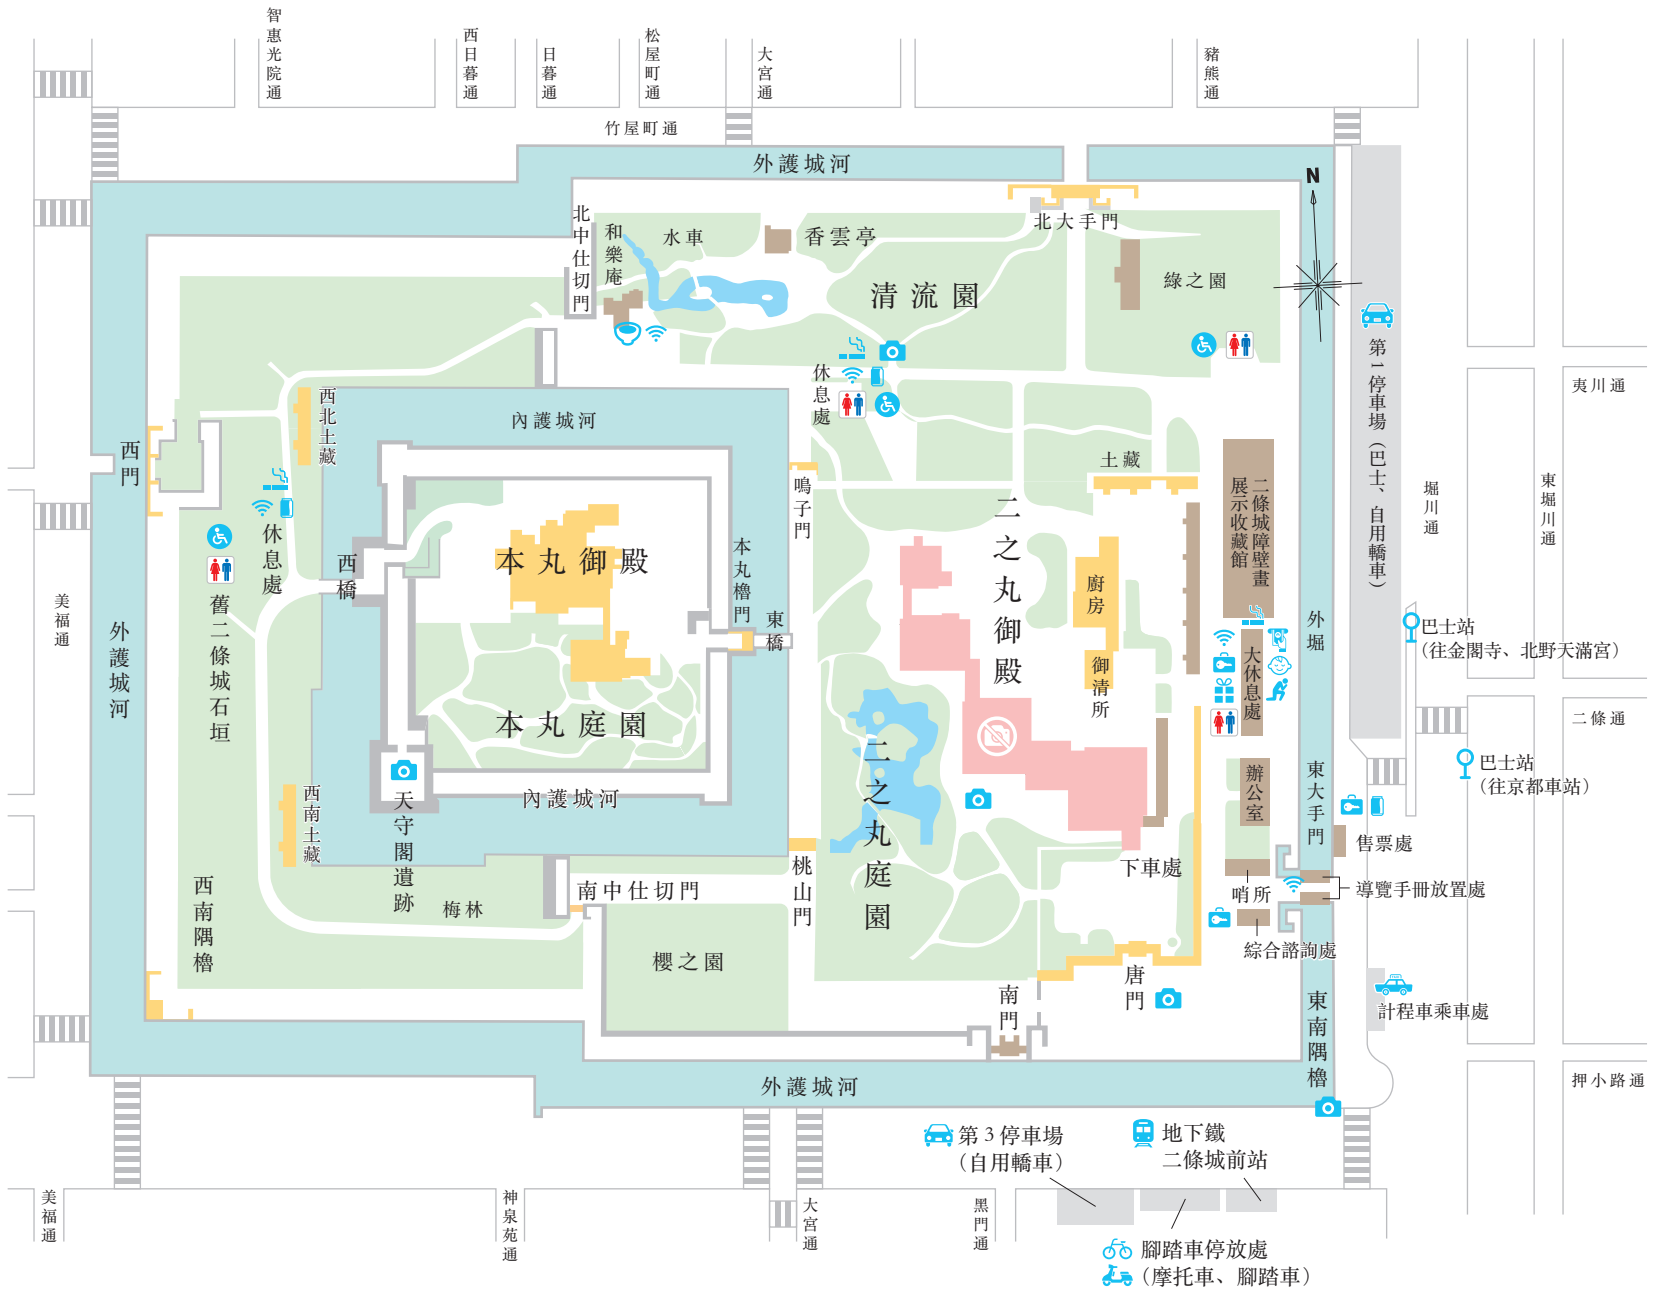 智惠光院通
西日暮通
日暮通
松屋町通
大宮通
豬熊通
竹屋町通
外護城河
N
北中仕切門
和樂庵
水車
香雲亭
北大手門
清流園
綠之園
第1停車場（巴士、自用轎車）
夷川通
休息處
西北土藏
內護城河
西門
土藏
鳴子門
二條城障壁畫
展示收藏館
堀川通
東堀川通
休息處
西橋
本丸御殿
本丸櫓門
東橋
二之丸御殿
廚房
御清所
大休息處
外堀
巴士站
（往金閣寺、北野天滿宮）
美福通
外護城河
舊二條城石垣
本丸庭園
二條通
二之丸庭園
辦公室
東大手門
巴士站
（往京都車站）
西南土藏
天守閣遺跡
內護城河
售票處
桃山門
下車處
哨所
導覽手冊放置處
西南隅櫓
梅林
南中仕切門
綜合諮詢處
櫻之園
唐門
南門
東南隅櫓
計程車乘車處
押小路通
外護城河
第3停車場
（自用轎車）
地下鐵
二條城前站
美福通
神泉苑通
大宮通
黑門通
腳踏車停放處
（摩托車、腳踏車）